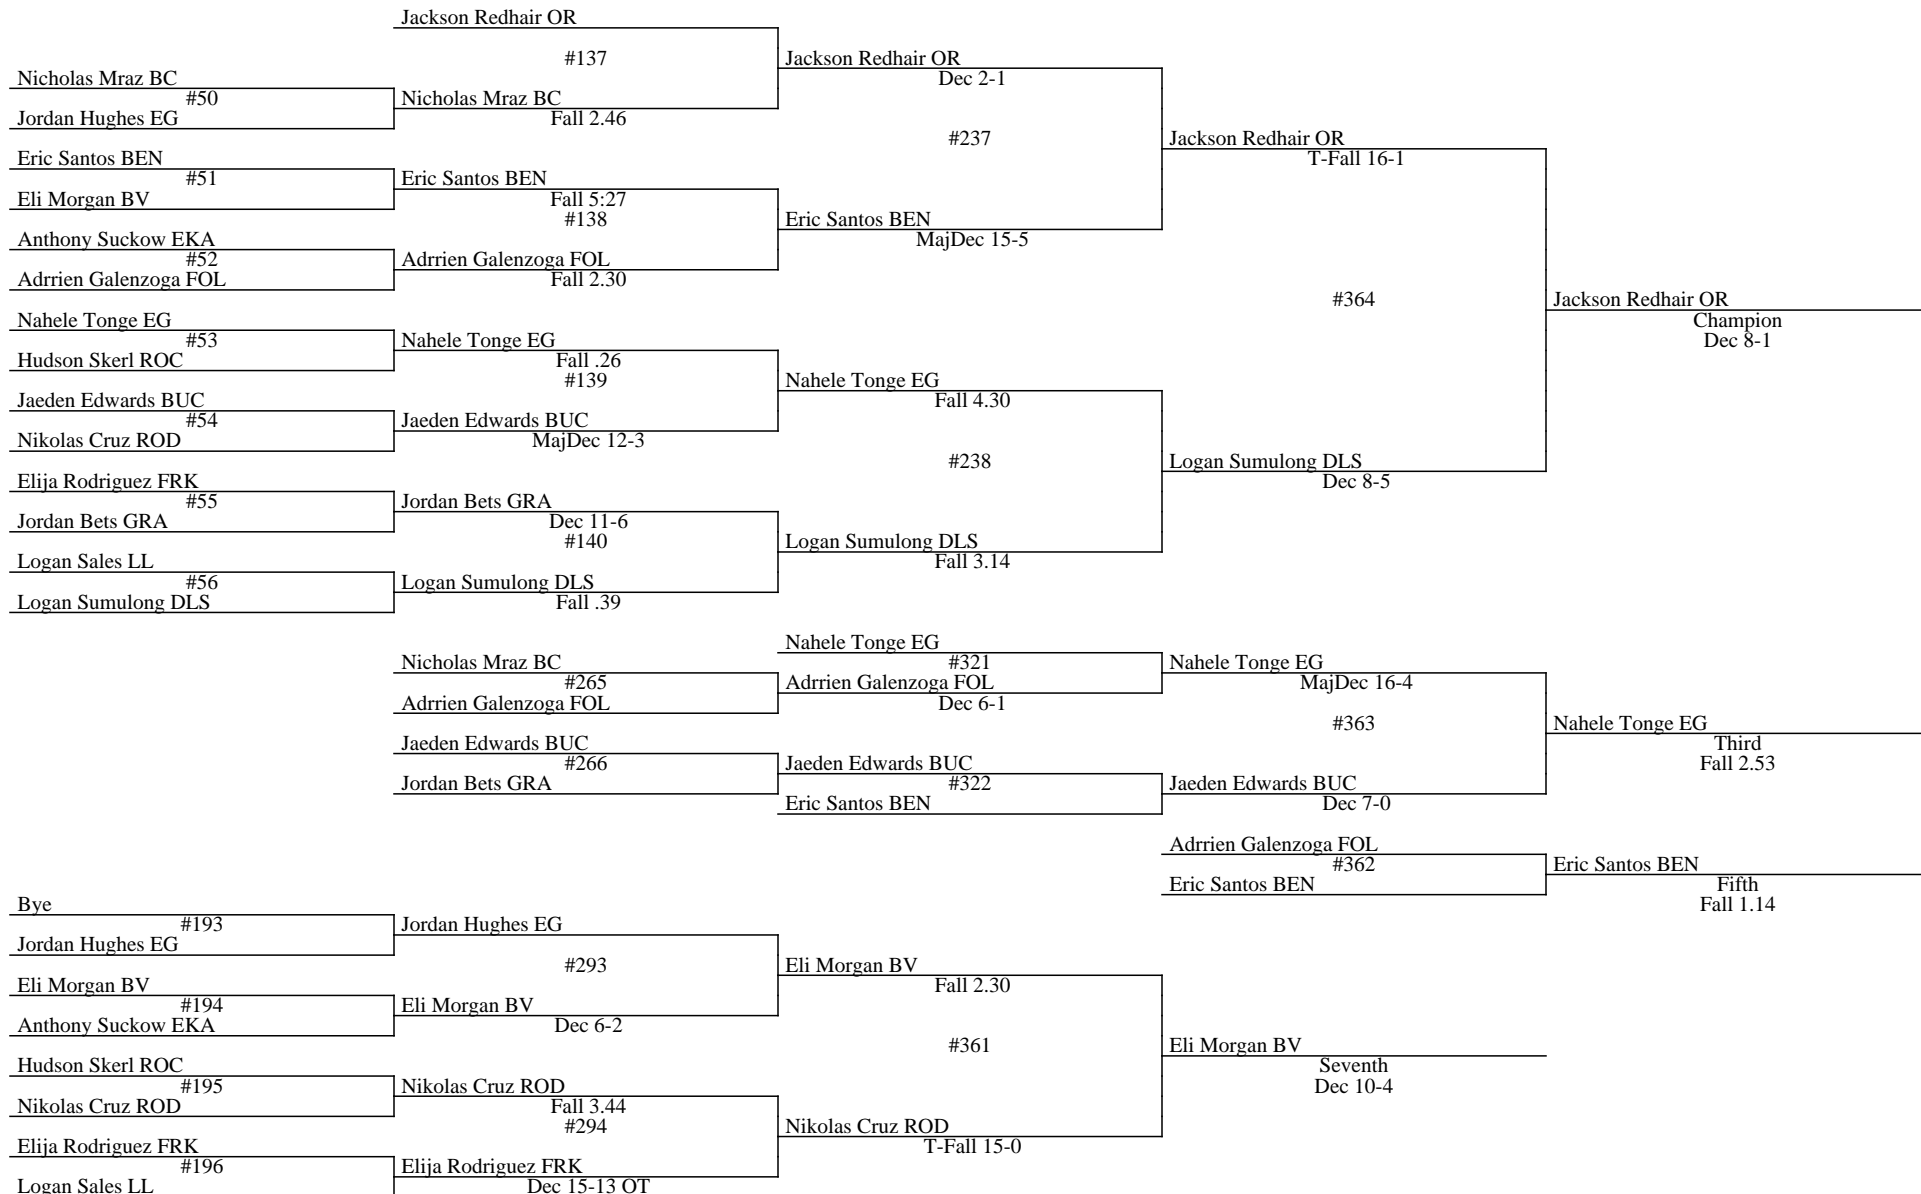 Jackson Redhair OR
#137
Jackson Redhair OR
Dec 2-1
Nicholas Mraz BC
#50
Jordan Hughes EG
Nicholas Mraz BC
Fall 2.46
#237
Jackson Redhair OR
T-Fall 16-1
Eric Santos BEN
#51
Eli Morgan BV
Eric Santos BEN
Fall 5:27
#138
Eric Santos BEN
MajDec 15-5
Anthony Suckow EKA
#52
Adrrien Galenzoga FOL
Adrrien Galenzoga FOL
Fall 2.30
#364
Jackson Redhair OR
Champion
Dec 8-1
Nahele Tonge EG
#53
Hudson Skerl ROC
Nahele Tonge EG
Fall .26
#139
Nahele Tonge EG
Fall 4.30
Jaeden Edwards BUC
#54
Nikolas Cruz ROD
Jaeden Edwards BUC
MajDec 12-3
#238
Logan Sumulong DLS
Dec 8-5
Elija Rodriguez FRK
#55
Jordan Bets GRA
Jordan Bets GRA
Dec 11-6
#140
Logan Sumulong DLS
Fall 3.14
Logan Sales LL
#56
Logan Sumulong DLS
Logan Sumulong DLS
Fall .39
Nahele Tonge EG
#321
Adrrien Galenzoga FOL
Dec 6-1
Nicholas Mraz BC
#265
Adrrien Galenzoga FOL
Nahele Tonge EG
MajDec 16-4
#363
Nahele Tonge EG
Third
Fall 2.53
Jaeden Edwards BUC
#266
Jordan Bets GRA
Jaeden Edwards BUC
#322
Eric Santos BEN
Jaeden Edwards BUC
Dec 7-0
Adrrien Galenzoga FOL
#362
Eric Santos BEN
Eric Santos BEN
Fifth
Fall 1.14
Bye
#193
Jordan Hughes EG
Jordan Hughes EG
#293
Eli Morgan BV
Fall 2.30
Eli Morgan BV
#194
Anthony Suckow EKA
Eli Morgan BV
Dec 6-2
#361
Eli Morgan BV
Seventh
Dec 10-4
Hudson Skerl ROC
#195
Nikolas Cruz ROD
Nikolas Cruz ROD
Fall 3.44
#294
Nikolas Cruz ROD
T-Fall 15-0
Elija Rodriguez FRK
#196
Logan Sales LL
Elija Rodriguez FRK
Dec 15-13 OT